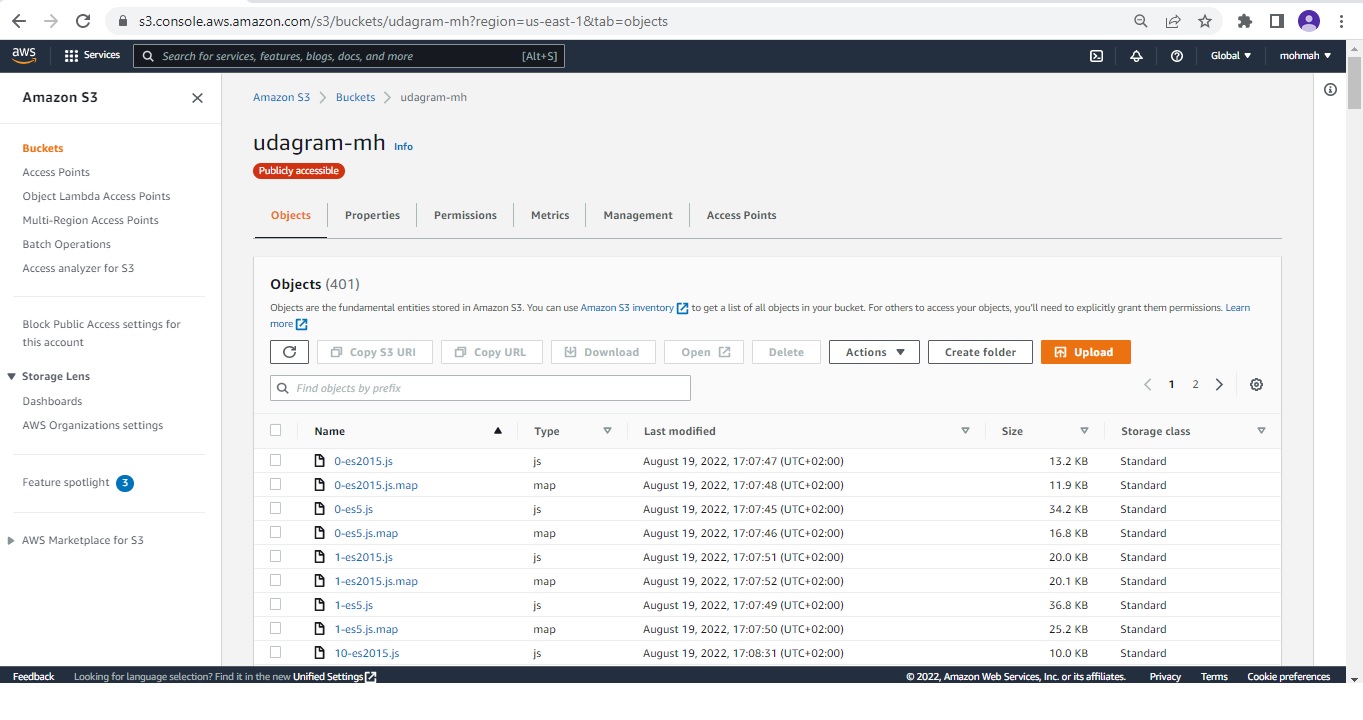 s3.console.aws.amazon.com/s3/buckets/udagram-mh?region=us-east-1&tab=objects
aws Services Search for services, features, blogs, docs, and more [Alt+S] Global ▼ mohmah ▼
Amazon S3
Buckets
Access Points
Object Lambda Access Points
Multi-Region Access Points
Batch Operations
Access analyzer for S3
Block Public Access settings for
this account
Storage Lens
Dashboards
AWS Organizations settings
Feature spotlight 3
AWS Marketplace for S3
Amazon S3 > Buckets > udagram-mh
udagram-mh Info
Publicly accessible
Objects Properties Permissions Metrics Management Access Points
Objects (401)
Objects are the fundamental entities stored in Amazon S3. You can use Amazon S3 inventory to get a list of all objects in your bucket. For others to access your objects, you'll need to explicitly grant them permissions. Learn
more
Copy S3 URI Copy URL Download Open Delete Actions ▼ Create folder Upload
Find objects by prefix
1 2
Name Type Last modified Size Storage class
0-es2015.js js August 19, 2022, 17:07:47 (UTC+02:00) 13.2 KB Standard
0-es2015.js.map map August 19, 2022, 17:07:48 (UTC+02:00) 11.9 KB Standard
0-es5.js js August 19, 2022, 17:07:45 (UTC+02:00) 34.2 KB Standard
0-es5.js.map map August 19, 2022, 17:07:46 (UTC+02:00) 16.8 KB Standard
1-es2015.js js August 19, 2022, 17:07:51 (UTC+02:00) 20.0 KB Standard
1-es2015.js.map map August 19, 2022, 17:07:52 (UTC+02:00) 20.1 KB Standard
1-es5.js js August 19, 2022, 17:07:49 (UTC+02:00) 36.8 KB Standard
1-es5.js.map map August 19, 2022, 17:07:50 (UTC+02:00) 25.2 KB Standard
10-es2015.js js August 19, 2022, 17:08:31 (UTC+02:00) 10.0 KB Standard
Feedback Looking for language selection? Find it in the new Unified Settings © 2022, Amazon Web Services, Inc. or its affiliates. Privacy Terms Cookie preferences